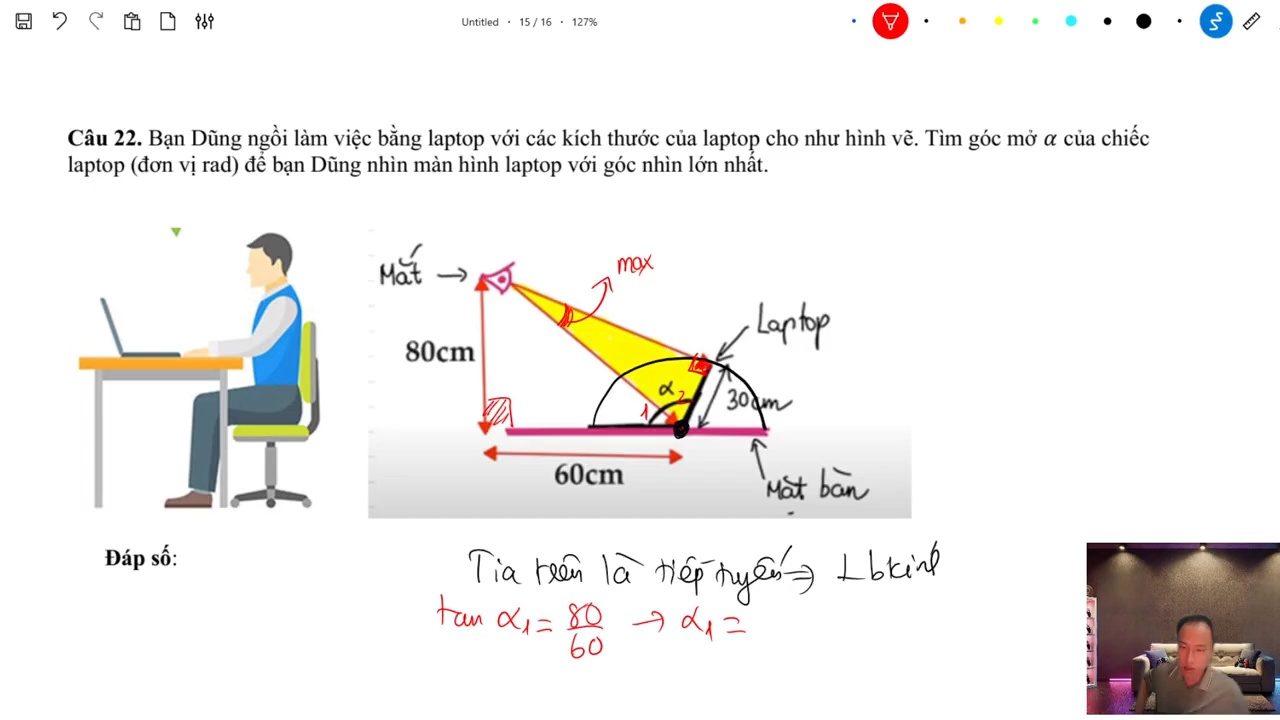 Untitled • 15 / 16 • 127%
Câu 22. Bạn Dũng ngồi làm việc bằng laptop với các kích thước của laptop cho như hình vẽ. Tìm góc mở α của chiếc
laptop (đơn vị rad) để bạn Dũng nhìn màn hình laptop với góc nhìn lớn nhất.
max
Mắt →
Laptop
80cm
α
1 2
30cm
60cm
Mặt bàn
Đáp số:
Tia trên là tiếp tuyến => ⊥ bkính
tan α1 = 80/60 → α1 =